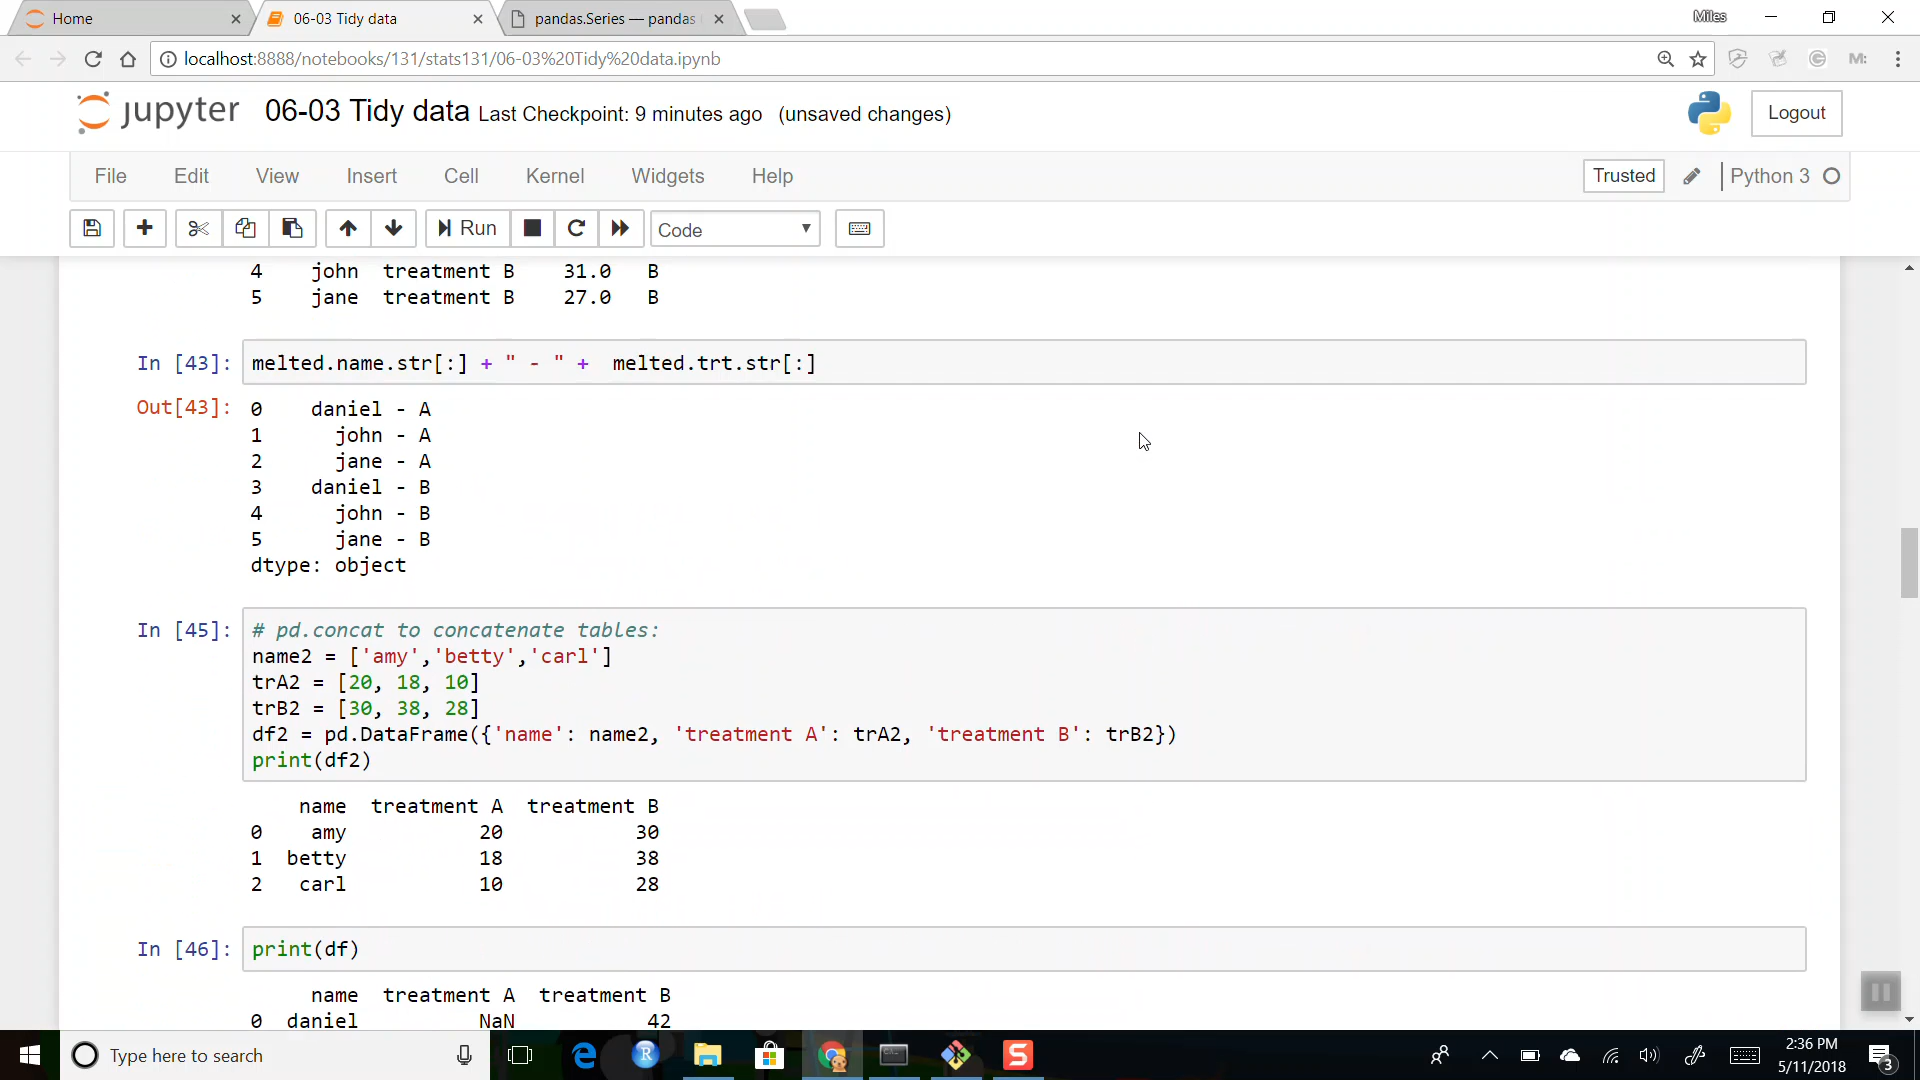 Home
06-03 Tidy data
pandas.Series — pandas
Miles
localhost:8888/notebooks/131/stats131/06-03%20Tidy%20data.ipynb
M:
jupyter 06-03 Tidy data Last Checkpoint: 9 minutes ago (unsaved changes)
Logout
File Edit View Insert Cell Kernel Widgets Help
Trusted
Python 3
Run
Code
4 john treatment B 31.0 B
5 jane treatment B 27.0 B
In [43]: melted.name.str[:] + " - " + melted.trt.str[:]
Out[43]: 0 daniel - A
1 john - A
2 jane - A
3 daniel - B
4 john - B
5 jane - B
dtype: object
In [45]: # pd.concat to concatenate tables:
name2 = ['amy','betty','carl']
trA2 = [20, 18, 10]
trB2 = [30, 38, 28]
df2 = pd.DataFrame({'name': name2, 'treatment A': trA2, 'treatment B': trB2})
print(df2)
name treatment A treatment B
0 amy 20 30
1 betty 18 38
2 carl 10 28
In [46]: print(df)
name treatment A treatment B
0 daniel NaN 42
Type here to search
2:36 PM
5/11/2018
3